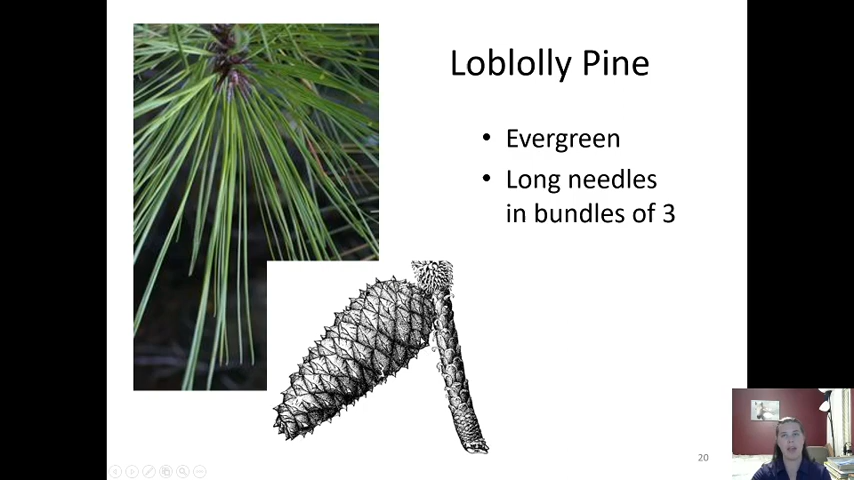 Loblolly Pine
• Evergreen
• Long needles
in bundles of 3
20